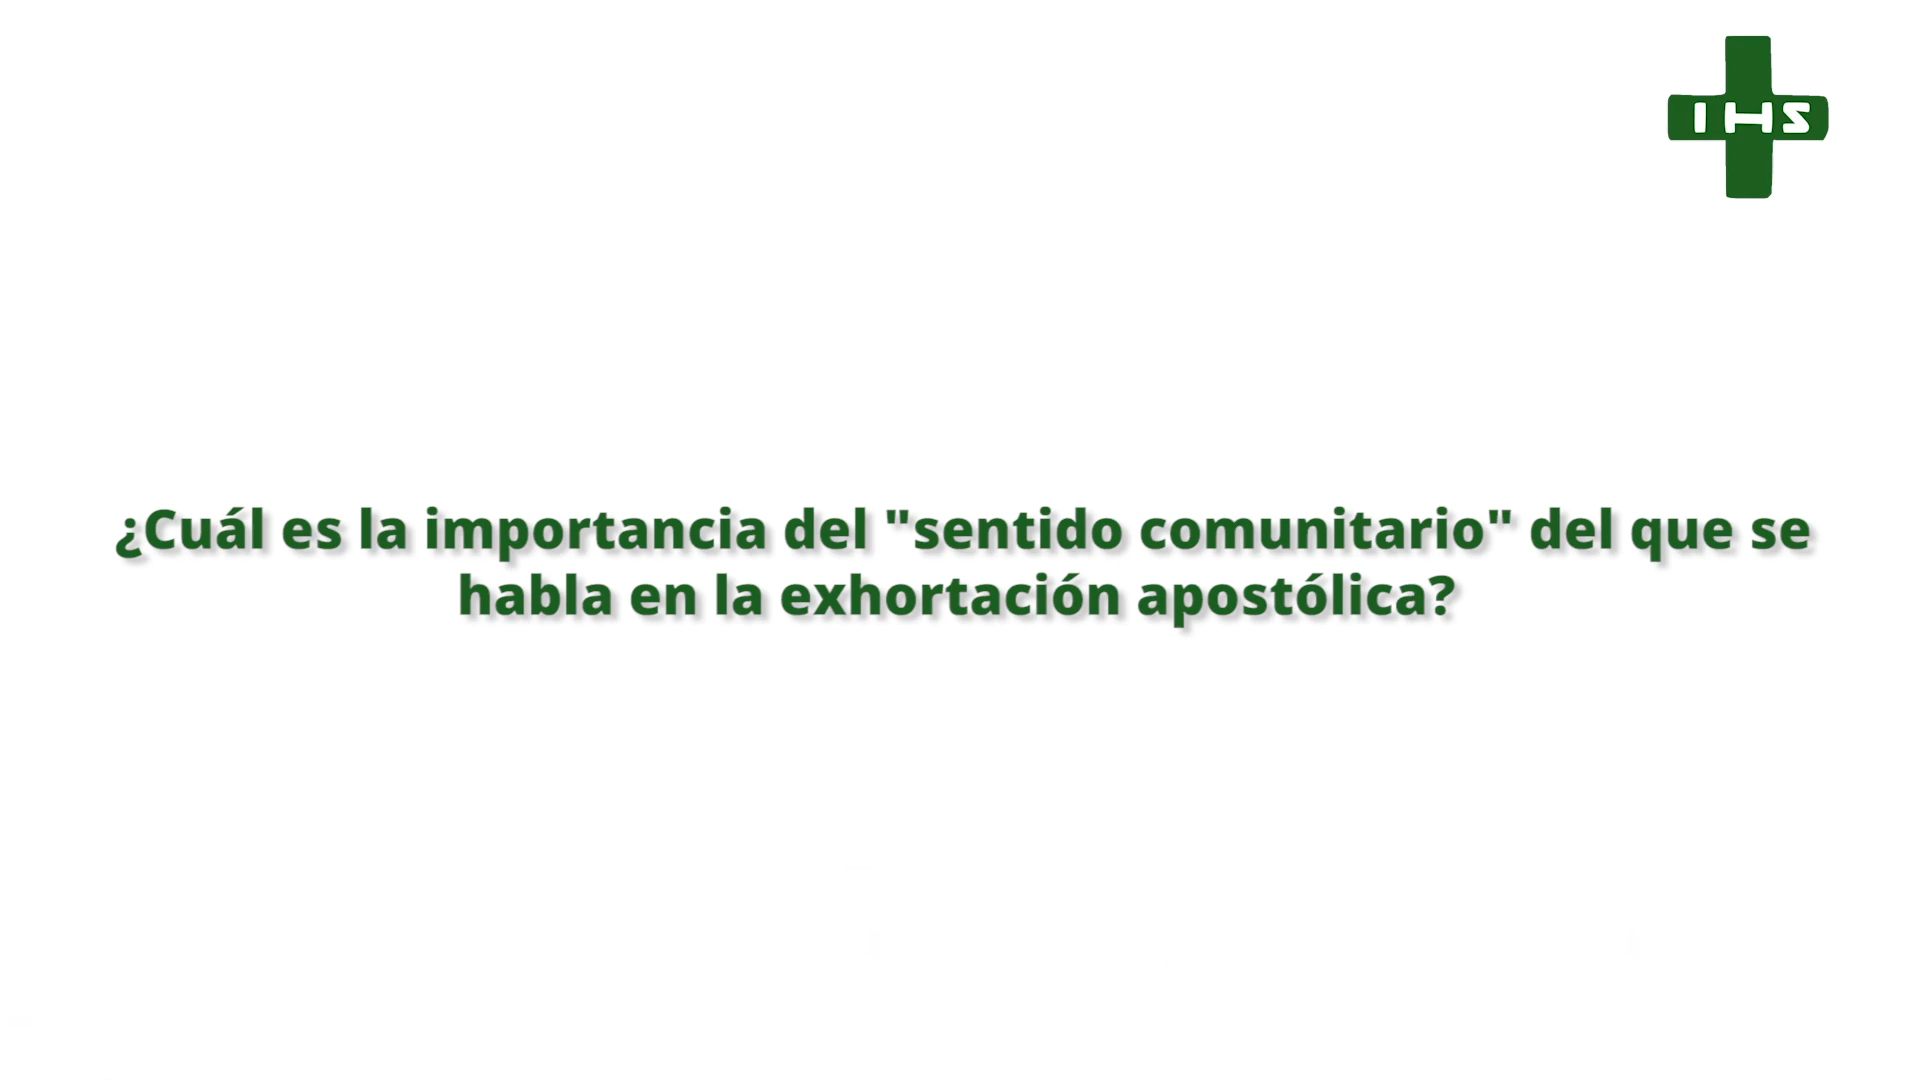 IHS
¿Cuál es la importancia del "sentido comunitario" del que se
habla en la exhortación apostólica?